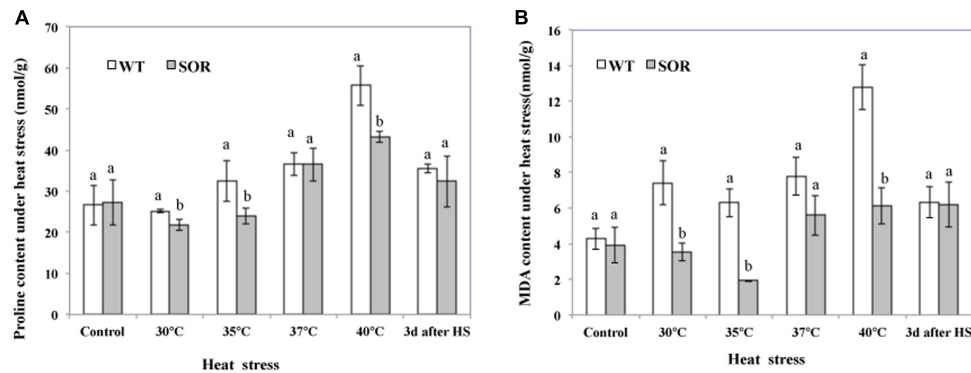 A
Proline content under heat stress (nmol/g)
70
60
50
40
30
20
10
0
WT
SOR
a a
a b
a b
a a
a b
a a
Control 30°C 35°C 37°C 40°C 3d after HS
Heat stress
B
MDA content under heat stress(nmol/g)
16
14
12
10
8
6
4
2
0
WT
SOR
a a
a b
a b
a a
a b
a a
Control 30°C 35°C 37°C 40°C 3d after HS
Heat stress